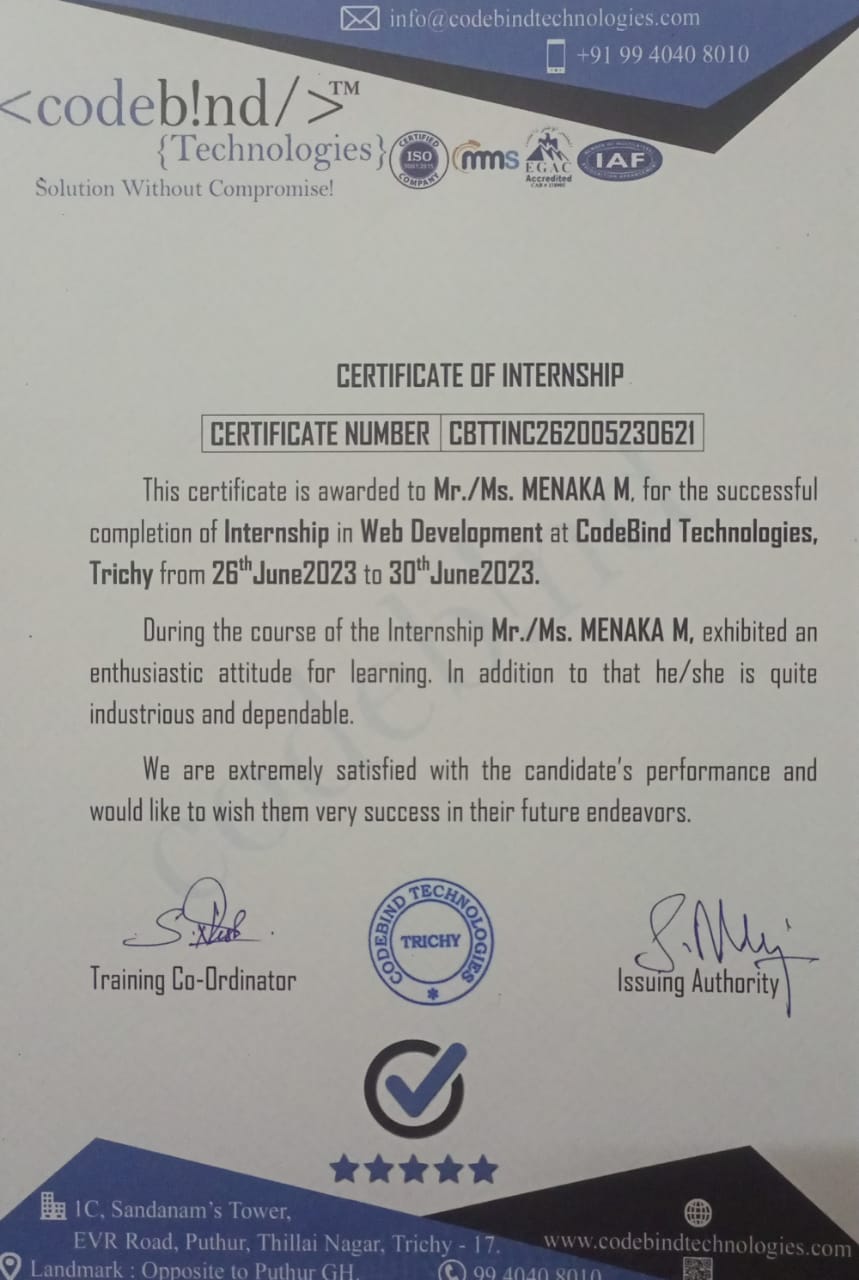 info@codebindtechnologies.com
+91 99 4040 8010
<codeb!nd/>™
{Technologies}
Solution Without Compromise!
CERTIFIED
ISO
9001:2015
COMPANY
mms
EGAC
Accredited
IAF
CERTIFICATE OF INTERNSHIP
CERTIFICATE NUMBER CBTTINC262005230621
This certificate is awarded to Mr./Ms. MENAKA M, for the successful
completion of Internship in Web Development at CodeBind Technologies,
Trichy from 26th June2023 to 30th June2023.
During the course of the Internship Mr./Ms. MENAKA M, exhibited an
enthusiastic attitude for learning. In addition to that he/she is quite
industrious and dependable.
We are extremely satisfied with the candidate's performance and
would like to wish them very success in their future endeavors.
codebind
CODEBIND TECHNOLOGIES
TRICHY
Training Co-Ordinator
Issuing Authority
1C, Sandanam's Tower,
EVR Road, Puthur, Thillai Nagar, Trichy - 17.
www.codebindtechnologies.com
Landmark : Opposite to Puthur GH.
99 4040 8010